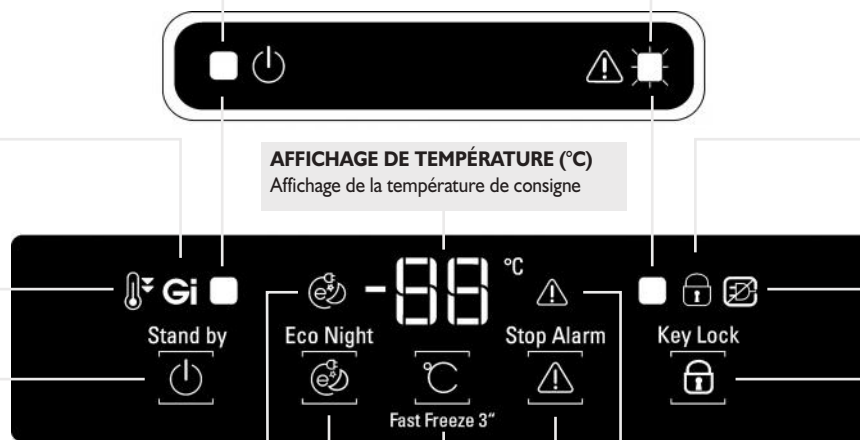 AFFICHAGE DE TEMPÉRATURE (°C)
Affichage de la température de consigne
Gi
-88 °C
Stand by
Eco Night
Stop Alarm
Key Lock
e
°C
Fast Freeze 3“